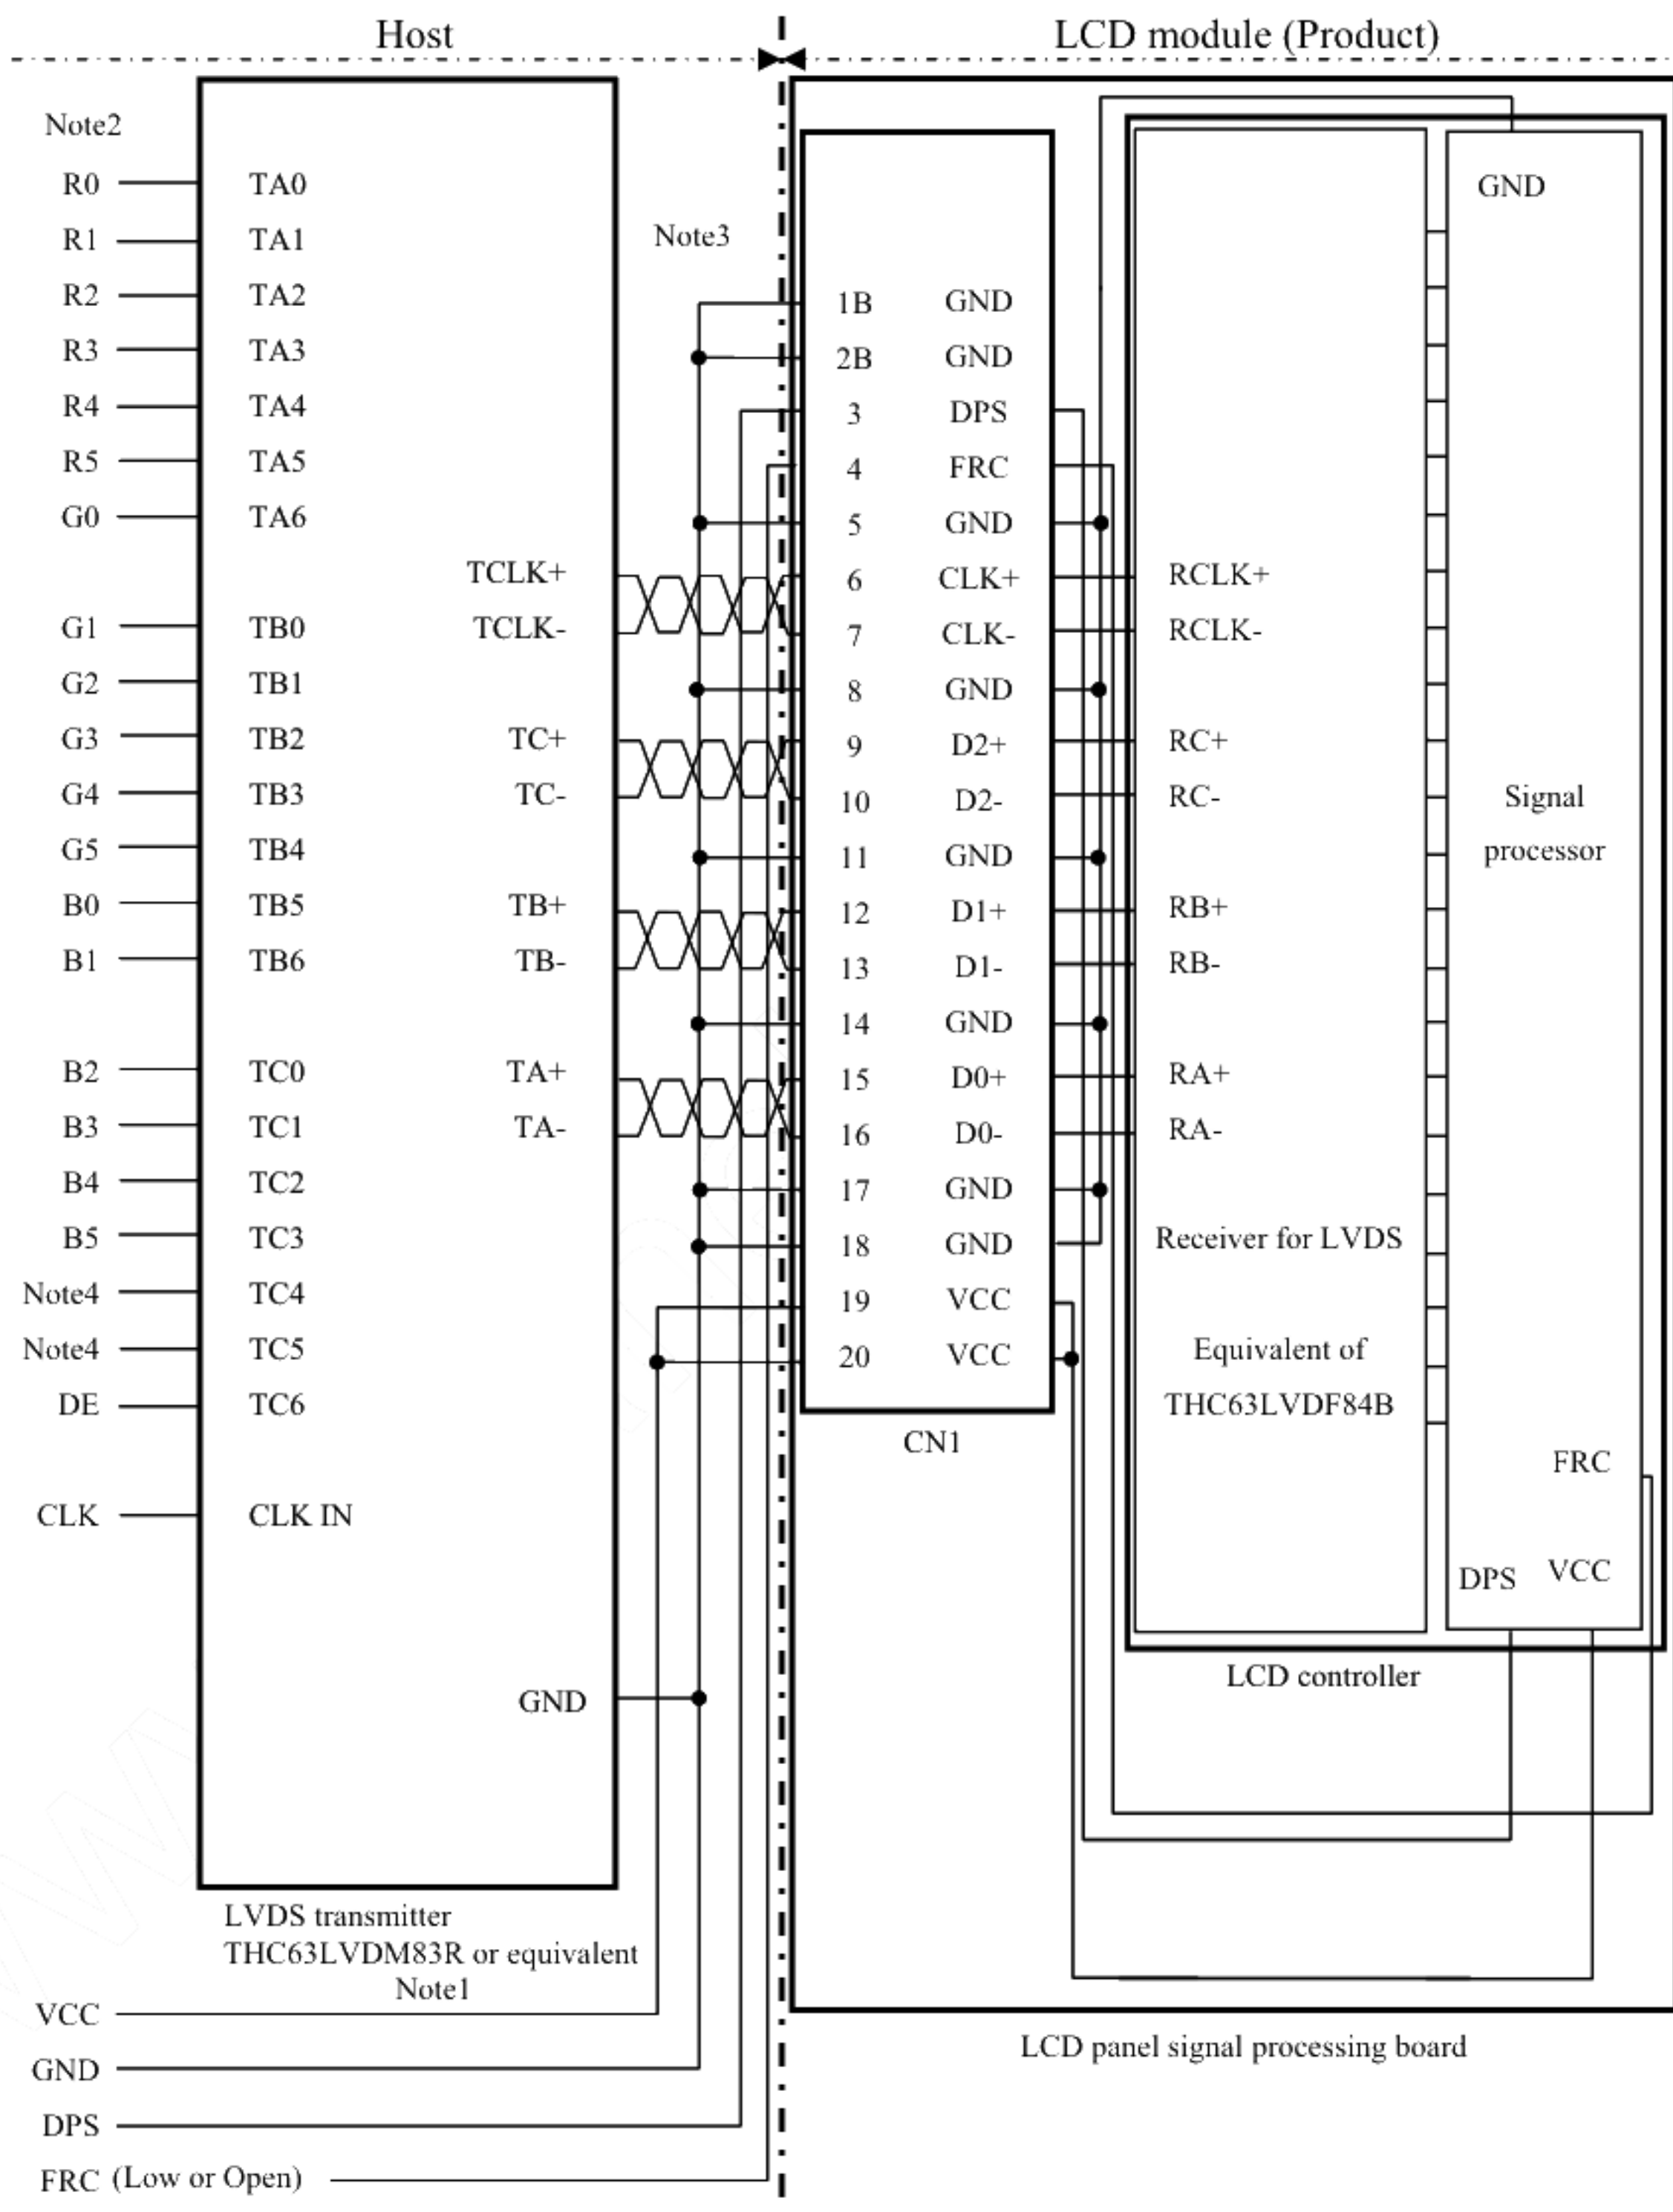 Host
LCD module (Product)
Note2
R0 TA0
R1 TA1
R2 TA2
R3 TA3
R4 TA4
R5 TA5
G0 TA6
G1 TB0
G2 TB1
G3 TB2
G4 TB3
G5 TB4
B0 TB5
B1 TB6
B2 TC0
B3 TC1
B4 TC2
B5 TC3
Note4 TC4
Note4 TC5
DE TC6
CLK CLK IN
TCLK+
TCLK-
TC+
TC-
TB+
TB-
TA+
TA-
GND
LVDS transmitter
THC63LVDM83R or equivalent
Note1
VCC
GND
DPS
FRC (Low or Open)
Note3
1B GND
2B GND
3 DPS
4 FRC
5 GND
6 CLK+
7 CLK-
8 GND
9 D2+
10 D2-
11 GND
12 D1+
13 D1-
14 GND
15 D0+
16 D0-
17 GND
18 GND
19 VCC
20 VCC
CN1
RCLK+
RCLK-
RC+
RC-
RB+
RB-
RA+
RA-
Receiver for LVDS
Equivalent of
THC63LVDF84B
GND
Signal
processor
FRC
DPS VCC
LCD controller
LCD panel signal processing board